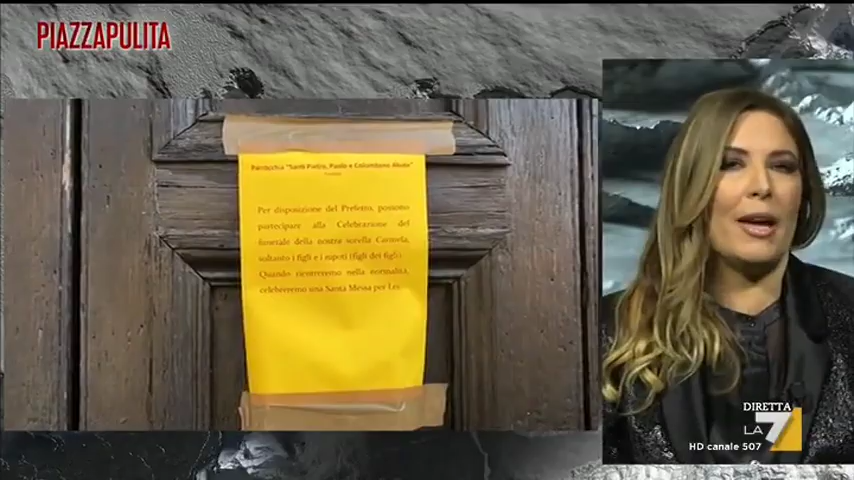 PIAZZAPULITA
Parrocchia "Santi Pietro, Paolo e Colombano Abate"
Per disposizione del Prefetto, possono
partecipare alla Celebrazione del
funerale della nostra sorella Carmela,
soltanto i figli e i nipoti (figli dei figli).
Quando rientreremo nella normalità,
celebreremo una Santa Messa per Lei.
DIRETTA
LA 7
HD canale 507